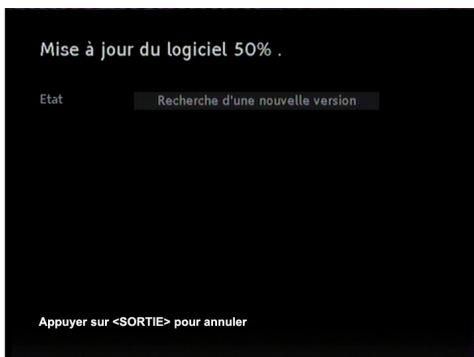 Mise à jour du logiciel 50% .
Etat
Recherche d'une nouvelle version
Appuyer sur <SORTIE> pour annuler